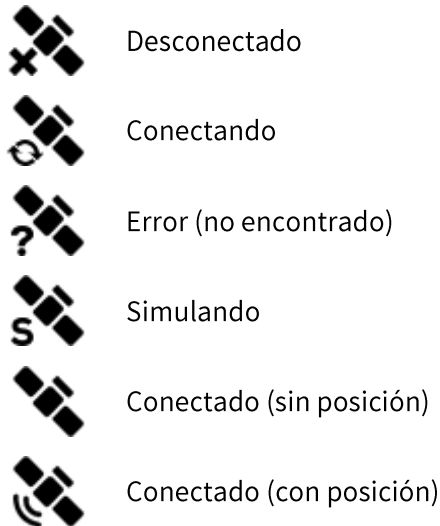 Desconectado
Conectando
? Error (no encontrado)
S Simulando
Conectado (sin posición)
Conectado (con posición)